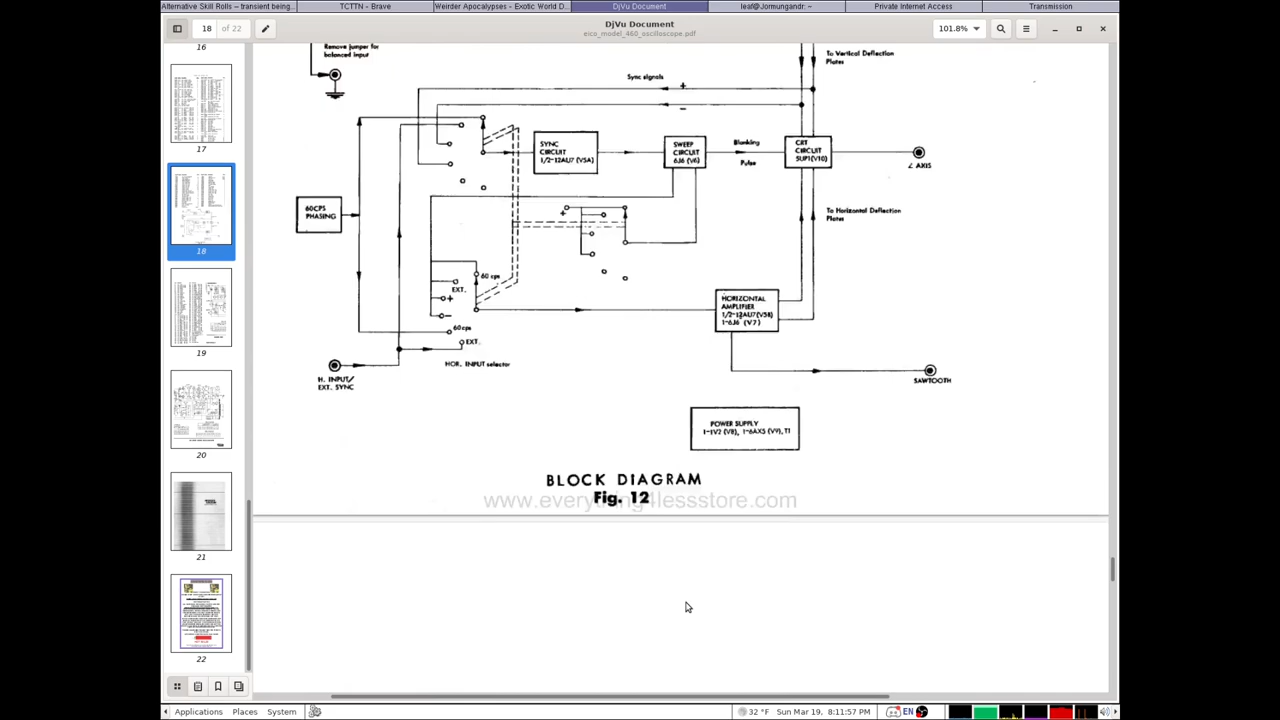 Alternative Skill Rolls – transient being...
TCTTN - Brave
Weirder Apocalypses – Exotic World D...
DjVu Document
leaf@Jormungandr: ~
Private Internet Access
Transmission
18 of 22
DjVu Document
eico_model_460_oscilloscope.pdf
101.8%
16
17
18
19
20
21
22
Remove jumper for
balanced input
To Vertical Deflection
Plates
Sync signals
+
−
SYNC
CIRCUIT
1/2-12AU7 (V5A)
SWEEP
CIRCUIT
6J6 (V6)
Blanking
Pulse
CRT
CIRCUIT
5UP1(V10)
Z AXIS
60CPS
PHASING
+
To Horizontal Deflection
Plates
60 cps
EXT.
+
−
60cps
EXT.
HOR. INPUT selector
HORIZONTAL
AMPLIFIER
1/2-12AU7(V5B)
1-6J6 (V7)
H. INPUT/
EXT. SYNC
SAWTOOTH
POWER SUPPLY
1-1V2 (V8), 1-6AX5 (V9), T1
BLOCK DIAGRAM
Fig. 12
www.everything4lessstore.com
Applications
Places
System
32 °F
Sun Mar 19, 8:11:57 PM
EN